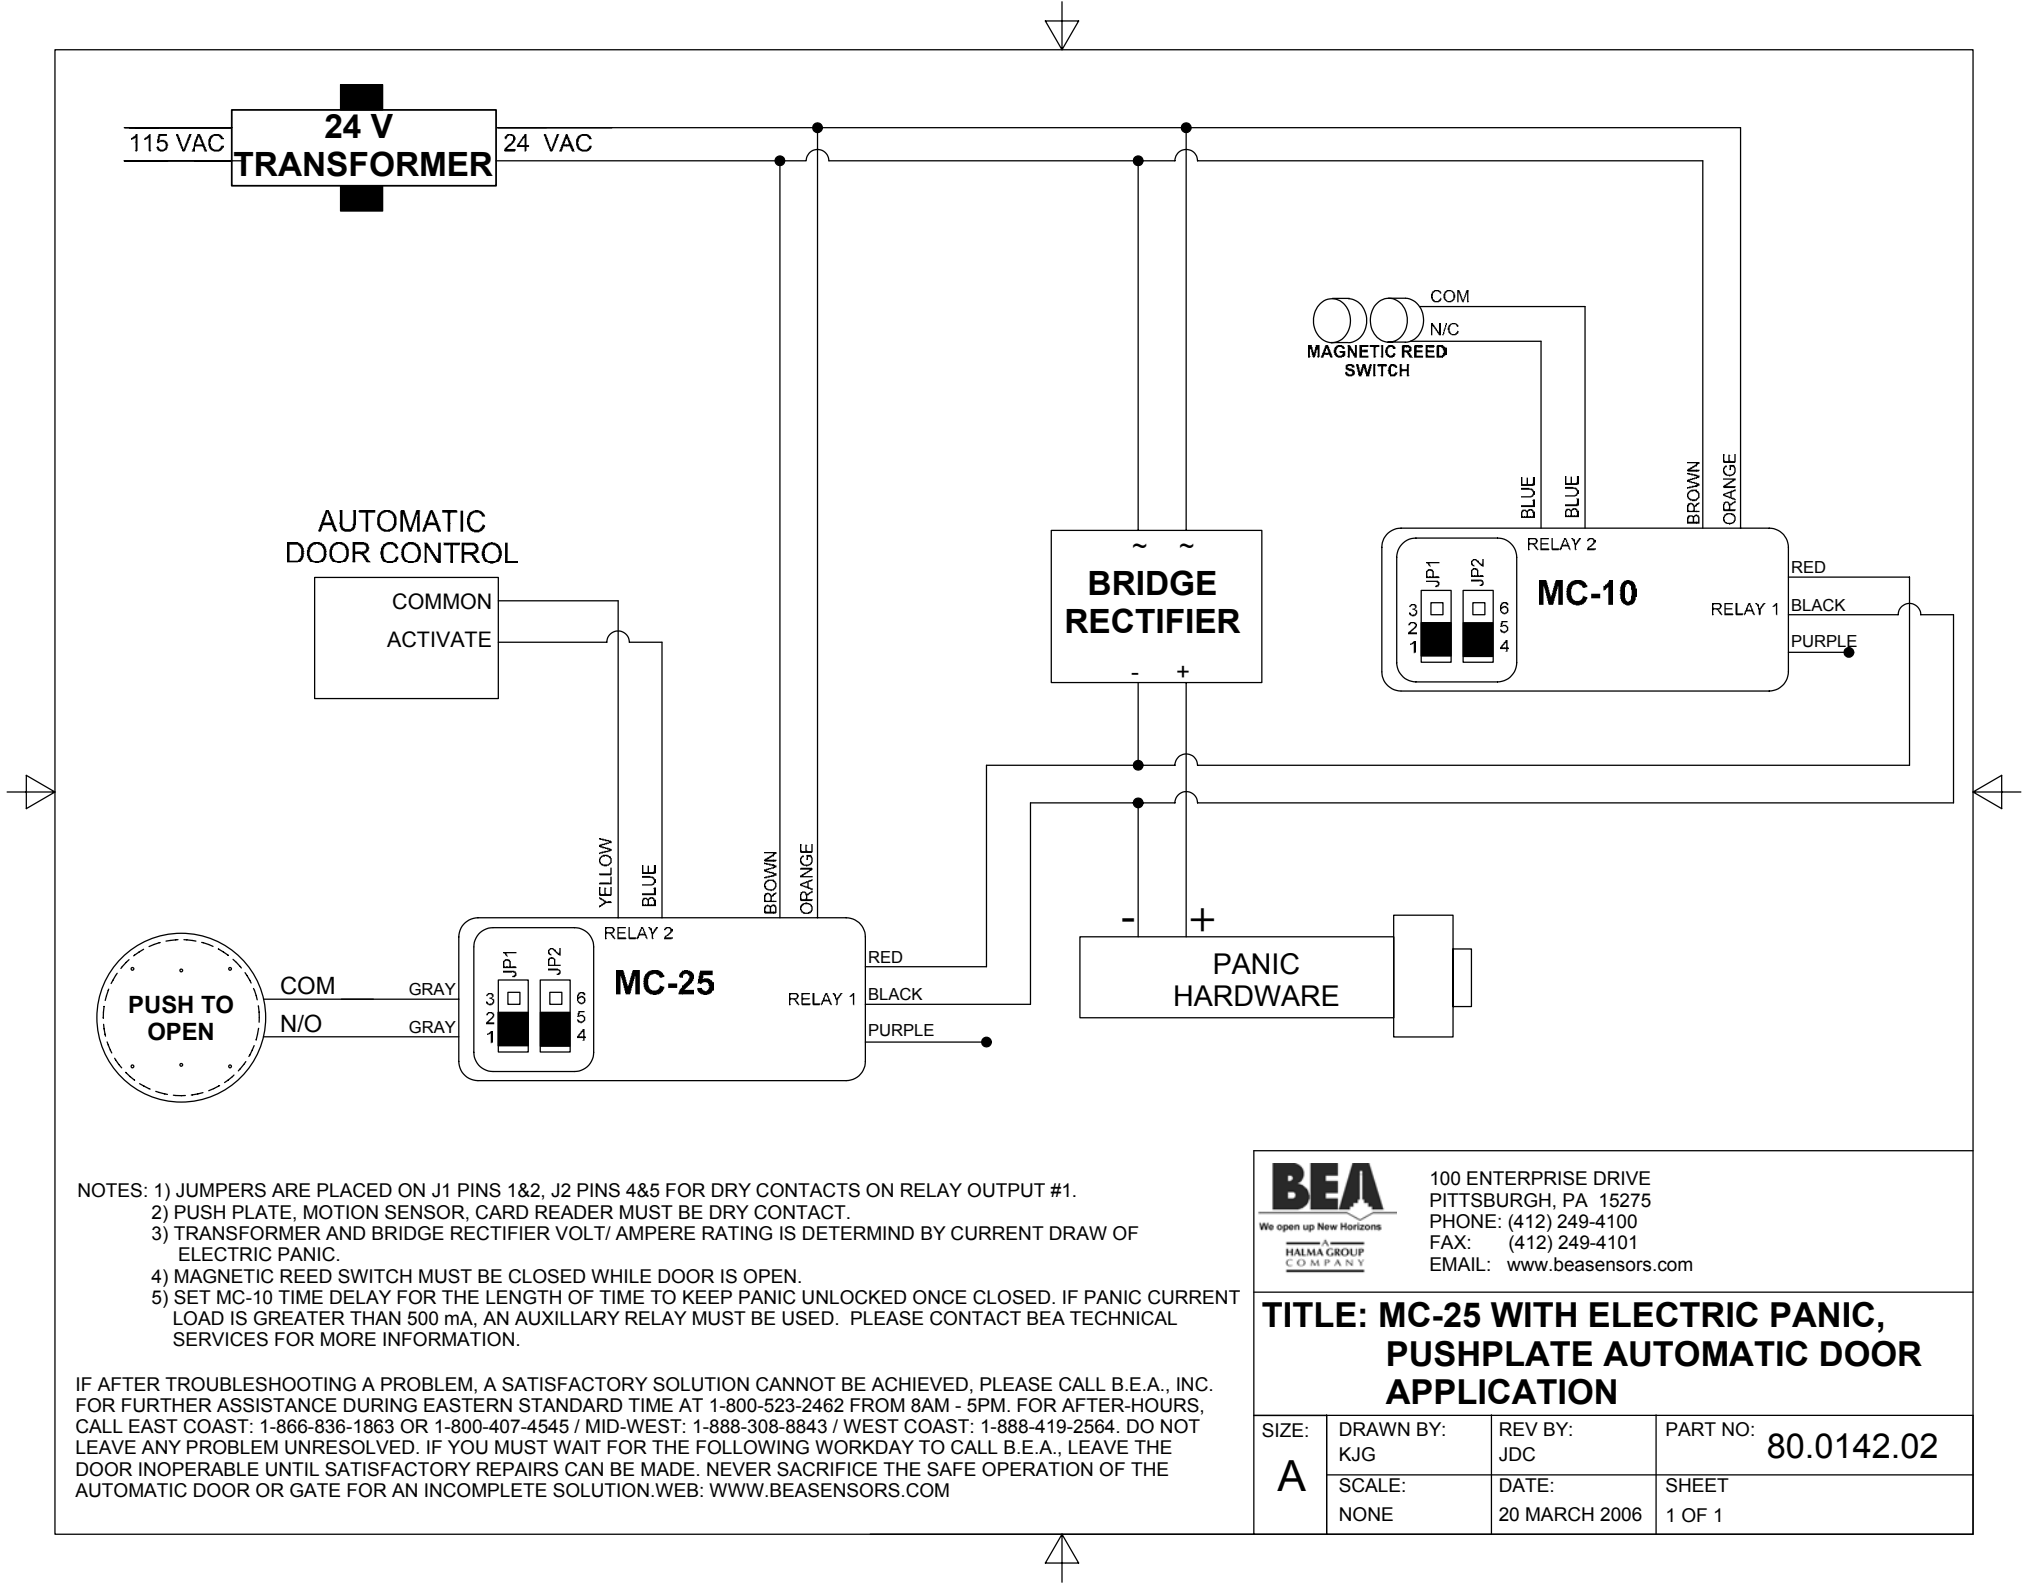 24 V
TRANSFORMER
115 VAC
24 VAC
COM
N/C
MAGNETIC REED
SWITCH
BLUE
BLUE
BROWN
ORANGE
AUTOMATIC
DOOR CONTROL
COMMON
ACTIVATE
~ ~
BRIDGE
RECTIFIER
- +
RELAY 2
JP1
JP2
MC-10
3
2
1
6
5
4
RELAY 1
RED
BLACK
PURPLE
YELLOW
BLUE
BROWN
ORANGE
RELAY 2
JP1
JP2
MC-25
3
2
1
6
5
4
RELAY 1
RED
BLACK
PURPLE
PUSH TO
OPEN
COM
GRAY
N/O
GRAY
- +
PANIC
HARDWARE
NOTES: 1) JUMPERS ARE PLACED ON J1 PINS 1&2, J2 PINS 4&5 FOR DRY CONTACTS ON RELAY OUTPUT #1.
2) PUSH PLATE, MOTION SENSOR, CARD READER MUST BE DRY CONTACT.
3) TRANSFORMER AND BRIDGE RECTIFIER VOLT/ AMPERE RATING IS DETERMIND BY CURRENT DRAW OF
ELECTRIC PANIC.
4) MAGNETIC REED SWITCH MUST BE CLOSED WHILE DOOR IS OPEN.
5) SET MC-10 TIME DELAY FOR THE LENGTH OF TIME TO KEEP PANIC UNLOCKED ONCE CLOSED. IF PANIC CURRENT
LOAD IS GREATER THAN 500 mA, AN AUXILLARY RELAY MUST BE USED. PLEASE CONTACT BEA TECHNICAL
SERVICES FOR MORE INFORMATION.
IF AFTER TROUBLESHOOTING A PROBLEM, A SATISFACTORY SOLUTION CANNOT BE ACHIEVED, PLEASE CALL B.E.A., INC.
FOR FURTHER ASSISTANCE DURING EASTERN STANDARD TIME AT 1-800-523-2462 FROM 8AM - 5PM. FOR AFTER-HOURS,
CALL EAST COAST: 1-866-836-1863 OR 1-800-407-4545 / MID-WEST: 1-888-308-8843 / WEST COAST: 1-888-419-2564. DO NOT
LEAVE ANY PROBLEM UNRESOLVED. IF YOU MUST WAIT FOR THE FOLLOWING WORKDAY TO CALL B.E.A., LEAVE THE
DOOR INOPERABLE UNTIL SATISFACTORY REPAIRS CAN BE MADE. NEVER SACRIFICE THE SAFE OPERATION OF THE
AUTOMATIC DOOR OR GATE FOR AN INCOMPLETE SOLUTION.WEB: WWW.BEASENSORS.COM
BEA
We open up New Horizons
A
HALMA GROUP
COMPANY
100 ENTERPRISE DRIVE
PITTSBURGH, PA 15275
PHONE: (412) 249-4100
FAX: (412) 249-4101
EMAIL: www.beasensors.com
TITLE: MC-25 WITH ELECTRIC PANIC,
PUSHPLATE AUTOMATIC DOOR
APPLICATION
SIZE:
A
DRAWN BY:
KJG
REV BY:
JDC
PART NO: 80.0142.02
SCALE:
NONE
DATE:
20 MARCH 2006
SHEET
1 OF 1